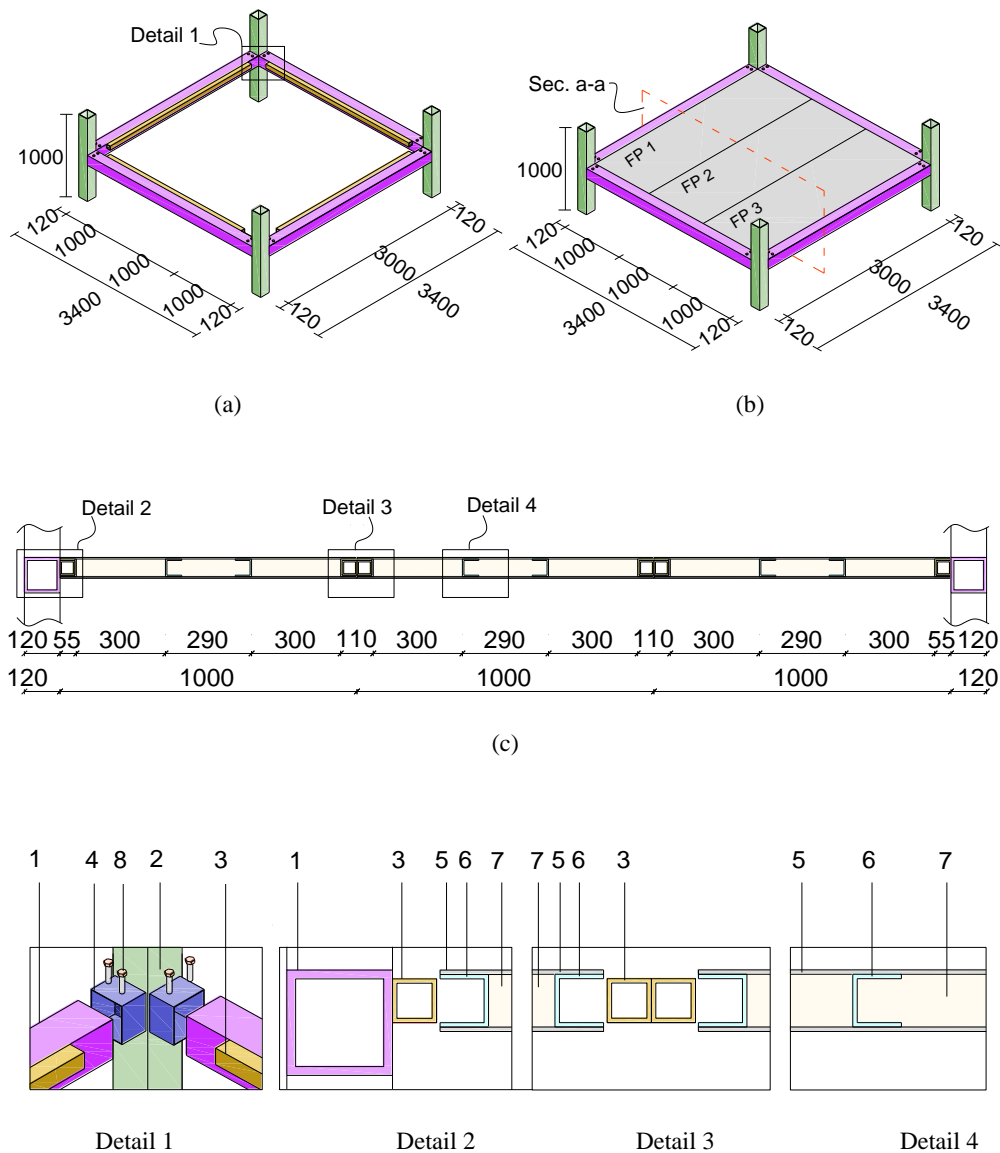 Detail 1
1000
120
1000
1000
1000
120
3400
120
3000
120
3400
(a)
Sec. a-a
FP 1
FP 2
FP 3
1000
120
1000
1000
1000
120
3400
120
3000
120
3400
(b)
Detail 2
Detail 3
Detail 4
120 55 300 290 300 110 300 290 300 110 300 290 300 55 120
120 1000 1000 1000 120
(c)
1 4 8 2 3
1 3 5 6 7
7 5 6 3
5 6 7
Detail 1
Detail 2
Detail 3
Detail 4